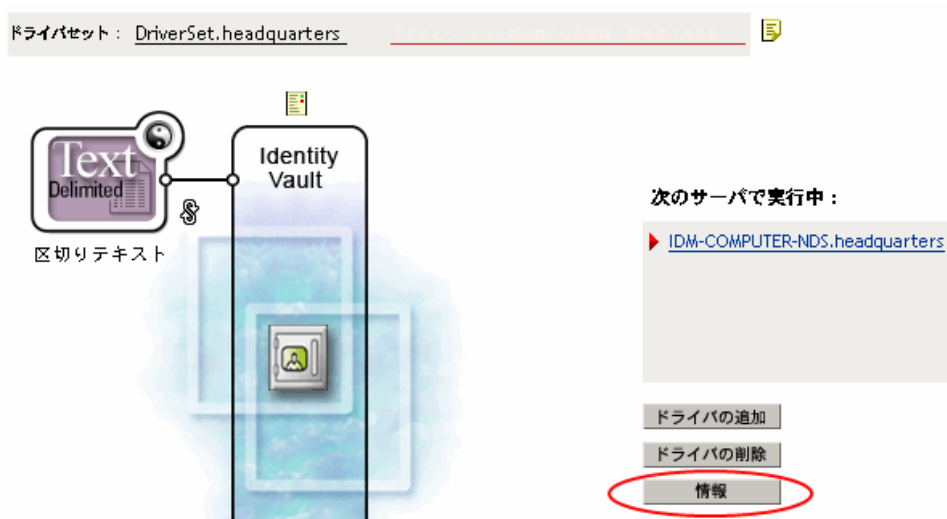 ドライバセット： DriverSet.headquarters
Text
Delimited
Identity
Vault
区切りテキスト
次のサーバで実行中：
IDM-COMPUTER-NDS.headquarters
ドライバの追加
ドライバの削除
情報